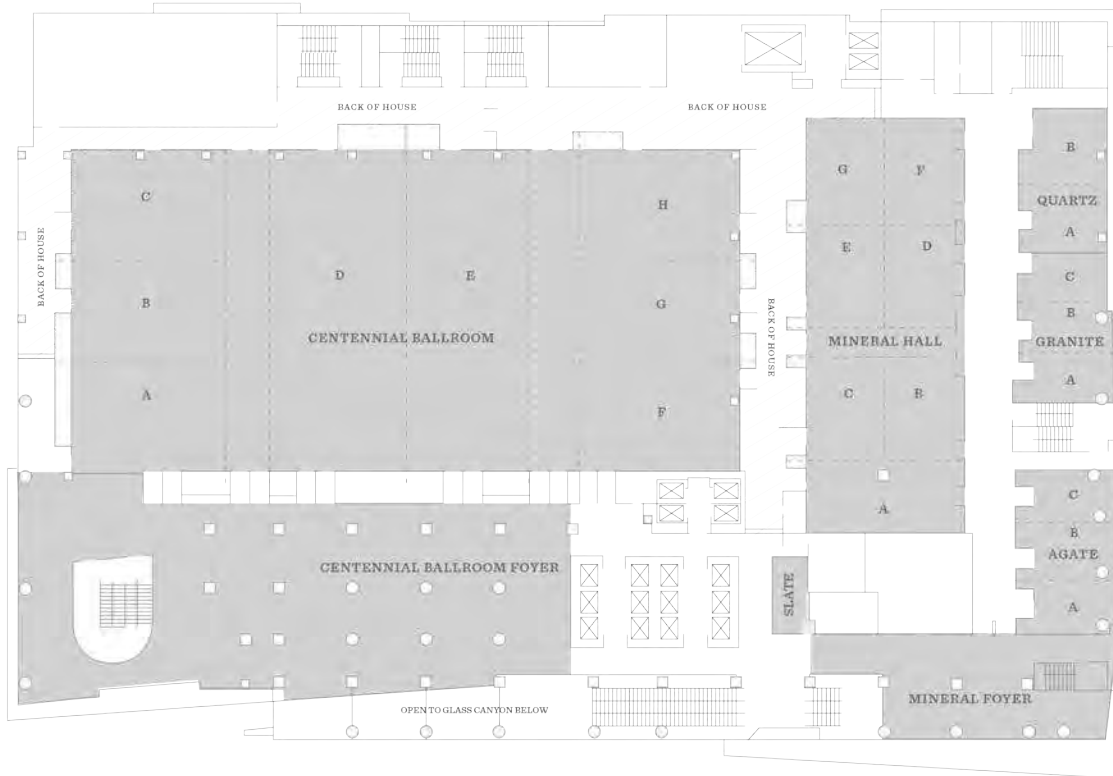 BACK OF HOUSE
BACK OF HOUSE
BACK OF HOUSE
C
B
A
D
E
CENTENNIAL BALLROOM
H
G
F
BACK OF HOUSE
G
F
E
D
MINERAL HALL
C
B
A
B
QUARTZ
A
C
B
GRANITE
A
C
B
AGATE
A
CENTENNIAL BALLROOM FOYER
SLATE
MINERAL FOYER
OPEN TO GLASS CANYON BELOW